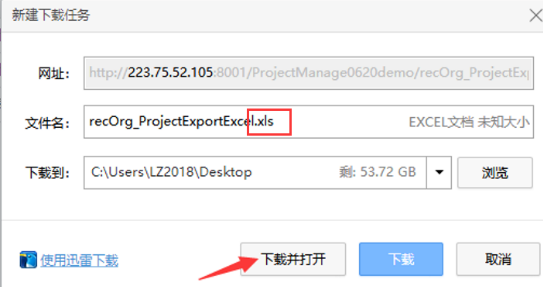 新建下载任务
网址： http://223.75.52.105:8001/ProjectManage0620demo/recOrg_ProjectExp
文件名： recOrg_ProjectExportExcel.xls EXCEL文档 未知大小
下载到： C:\Users\LZ2018\Desktop 剩: 53.72 GB 浏览
使用迅雷下载 下载并打开 下载 取消